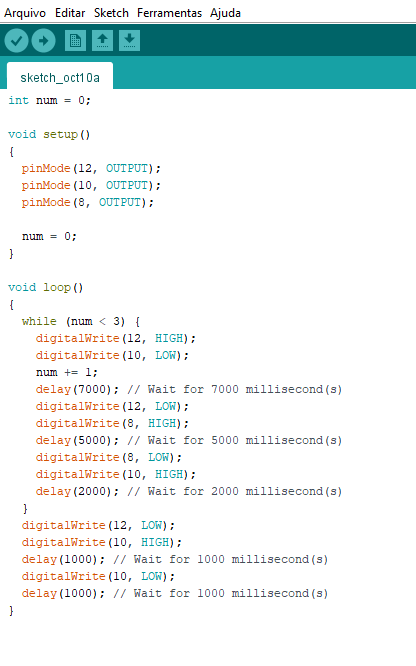 Arquivo Editar Sketch Ferramentas Ajuda
sketch_oct10a
int num = 0;
void setup()
{
  pinMode(12, OUTPUT);
  pinMode(10, OUTPUT);
  pinMode(8, OUTPUT);
  num = 0;
}
void loop()
{
  while (num < 3) {
    digitalWrite(12, HIGH);
    digitalWrite(10, LOW);
    num += 1;
    delay(7000); // Wait for 7000 millisecond(s)
    digitalWrite(12, LOW);
    digitalWrite(8, HIGH);
    delay(5000); // Wait for 5000 millisecond(s)
    digitalWrite(8, LOW);
    digitalWrite(10, HIGH);
    delay(2000); // Wait for 2000 millisecond(s)
  }
  digitalWrite(12, LOW);
  digitalWrite(10, HIGH);
  delay(1000); // Wait for 1000 millisecond(s)
  digitalWrite(10, LOW);
  delay(1000); // Wait for 1000 millisecond(s)
}